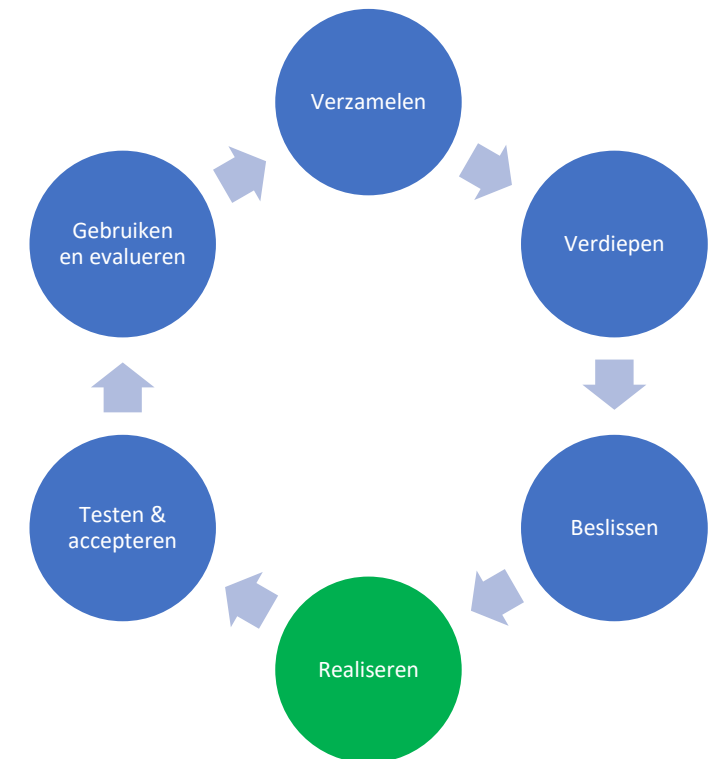 Verzamelen
Verdiepen
Beslissen
Realiseren
Testen &
accepteren
Gebruiken
en evalueren